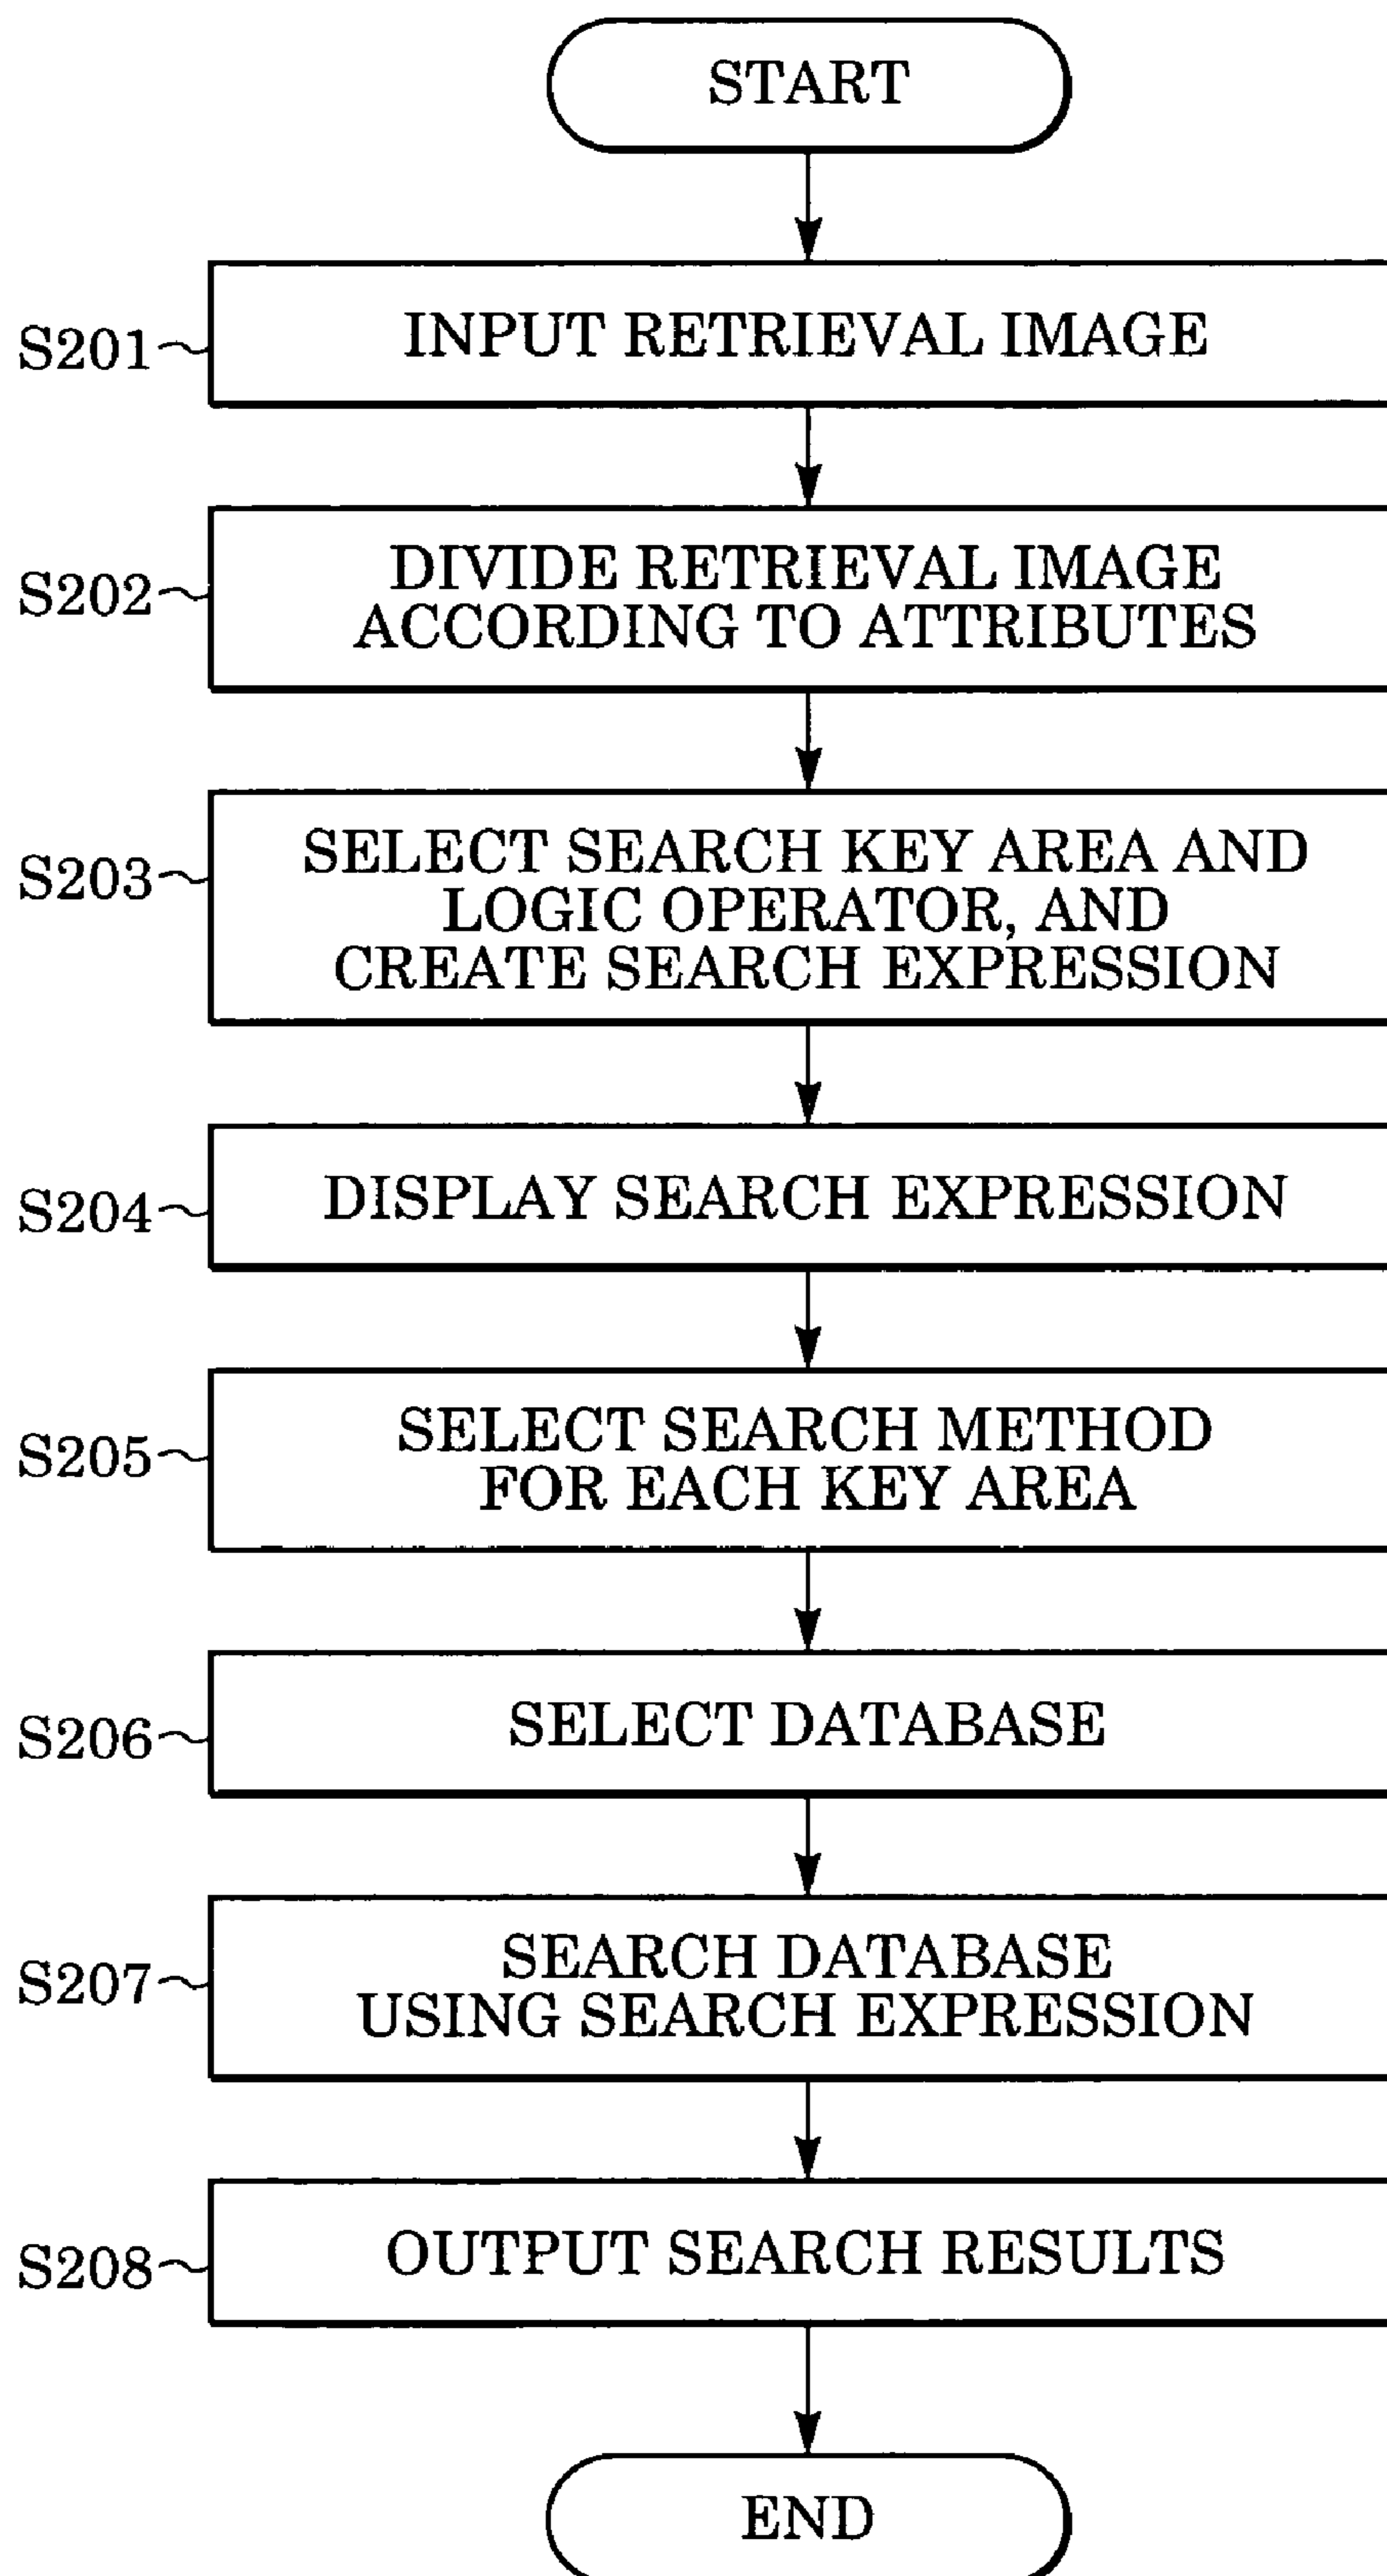 START
S201
INPUT RETRIEVAL IMAGE
S202
DIVIDE RETRIEVAL IMAGE
ACCORDING TO ATTRIBUTES
S203
SELECT SEARCH KEY AREA AND
LOGIC OPERATOR, AND
CREATE SEARCH EXPRESSION
S204
DISPLAY SEARCH EXPRESSION
S205
SELECT SEARCH METHOD
FOR EACH KEY AREA
S206
SELECT DATABASE
S207
SEARCH DATABASE
USING SEARCH EXPRESSION
S208
OUTPUT SEARCH RESULTS
END